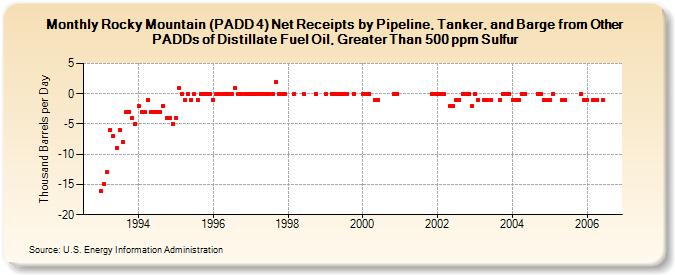 Monthly Rocky Mountain (PADD 4) Net Receipts by Pipeline, Tanker, and Barge from Other
PADDs of Distillate Fuel Oil, Greater Than 500 ppm Sulfur
Thousand Barrels per Day
5
0
-5
-10
-15
-20
1994 1996 1998 2000 2002 2004 2006
Source: U.S. Energy Information Administration